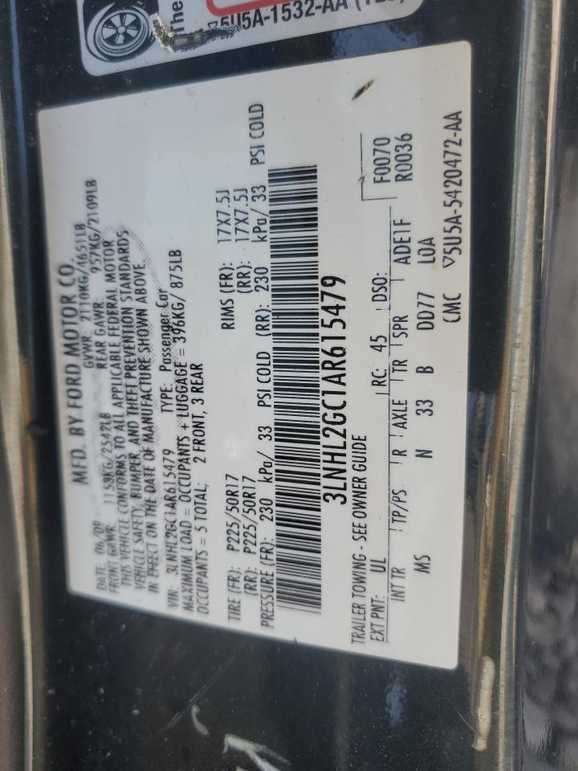 The
5U5A-1532-AA
MFD. BY FORD MOTOR CO.
DATE: 06/09 GVWR: 2110KG/4651LB
FRONT GAWR: 1153KG/2542LB REAR GAWR: 957KG/2109LB
THIS VEHICLE CONFORMS TO ALL APPLICABLE FEDERAL MOTOR
VEHICLE SAFETY, BUMPER, AND THEFT PREVENTION STANDARDS
IN EFFECT ON THE DATE OF MANUFACTURE SHOWN ABOVE.
VIN: 3LNHL2GC1AR615479 TYPE: Passenger Car
MAXIMUM LOAD = OCCUPANTS + LUGGAGE = 396KG/ 875LB
OCCUPANTS = 5 TOTAL; 2 FRONT, 3 REAR
TIRE (FR): P225/50R17 RIMS (FR): 17X7.5J
(RR): P225/50R17 (RR): 17X7.5J
PRESSURE (FR): 230 kPa/ 33 PSI COLD (RR): 230 kPa/ 33 PSI COLD
3LNHL2GC1AR615479
TRAILER TOWING - SEE OWNER GUIDE
EXT PNT: UL RC: 45 DSO: F0070
INT TR TP/PS R AXLE TR SPR ADE1F R0036
MS N 33 B DD77 LOA
CMC 5U5A-5420472-AA